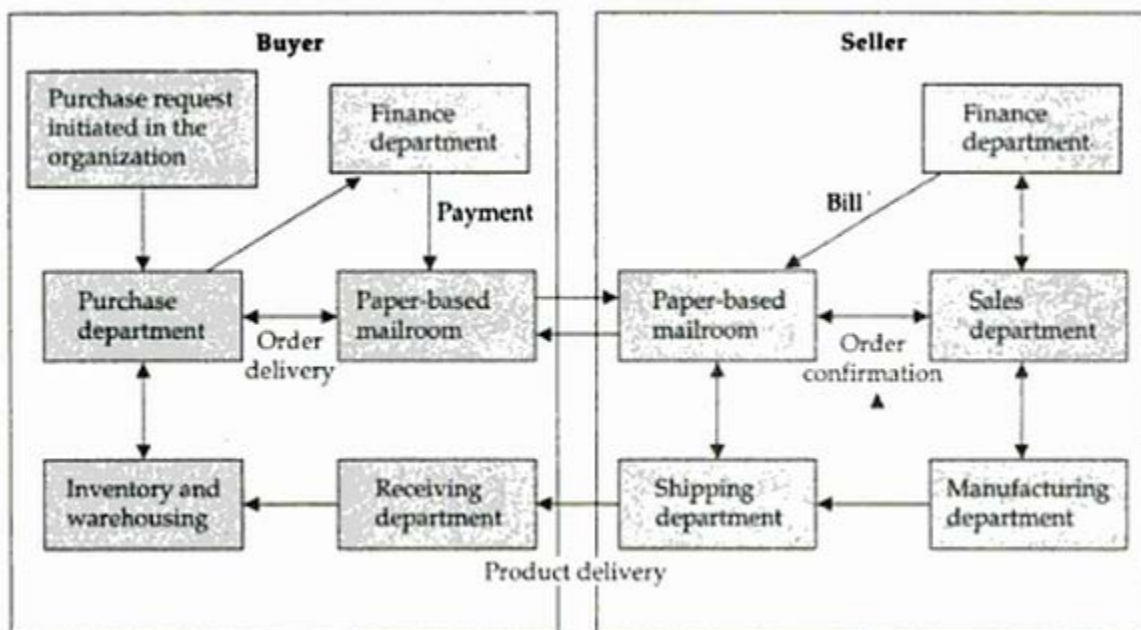 Buyer
Seller
Purchase request
initiated in the
organization
Finance
department
Finance
department
Payment
Bill
Purchase
department
Paper-based
mailroom
Paper-based
mailroom
Sales
department
Order
delivery
Order
confirmation
Inventory and
warehousing
Receiving
department
Shipping
department
Manufacturing
department
Product delivery